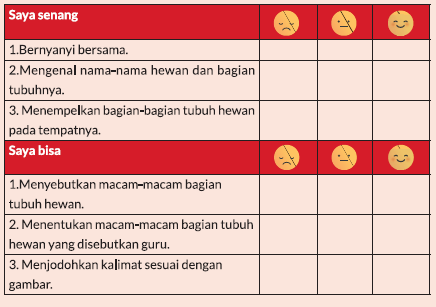 Saya senang
1.Bernyanyi bersama.
2.Mengenal nama-nama hewan dan bagian
tubuhnya.
3. Menempelkan bagian-bagian tubuh hewan
pada tempatnya.
Saya bisa
1.Menyebutkan macam-macam bagian
tubuh hewan.
2. Menentukan macam-macam bagian tubuh
hewan yang disebutkan guru.
3. Menjodohkan kalimat sesuai dengan
gambar.